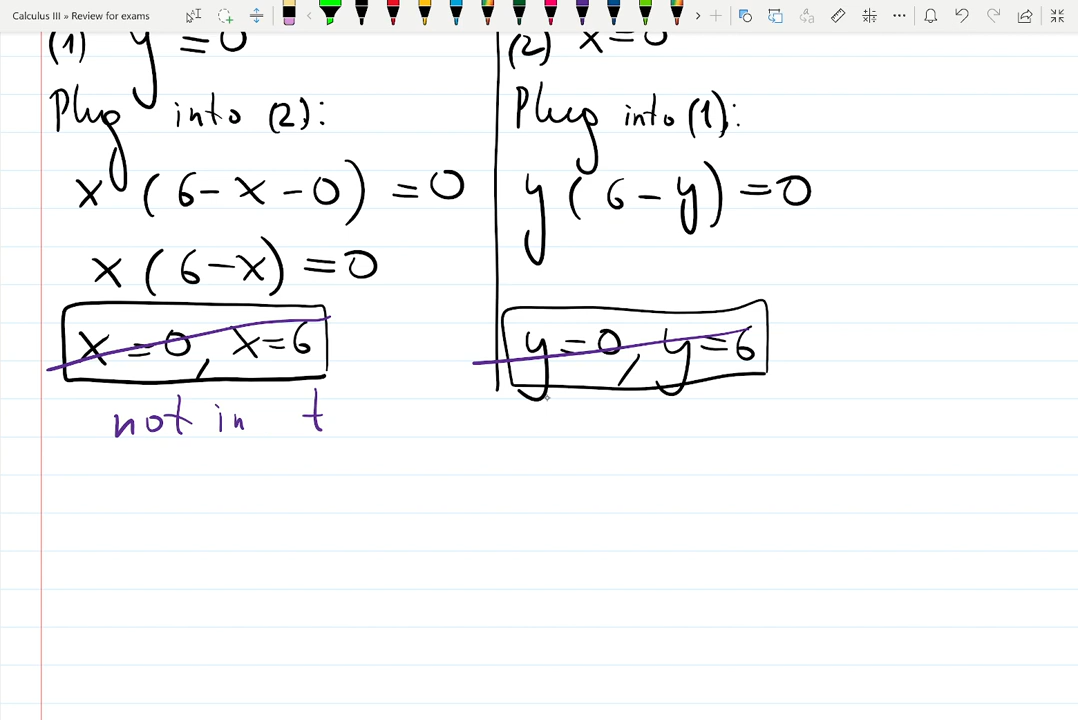 Calculus III » Review for exams
(1) y = 0
Plug into (2):
x (6 - x - 0) = 0
x (6 - x) = 0
x = 0, x = 6
not in t
(2) x = 0
Plug into (1):
y (6 - y) = 0
y = 0, y = 6